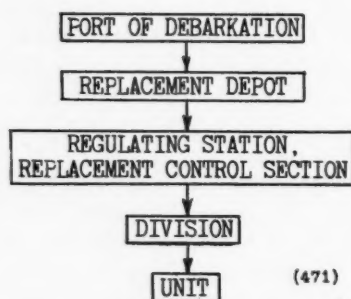 PORT OF DEBARKATION
REPLACEMENT DEPOT
REGULATING STATION,
REPLACEMENT CONTROL SECTION
DIVISION
UNIT
(471)